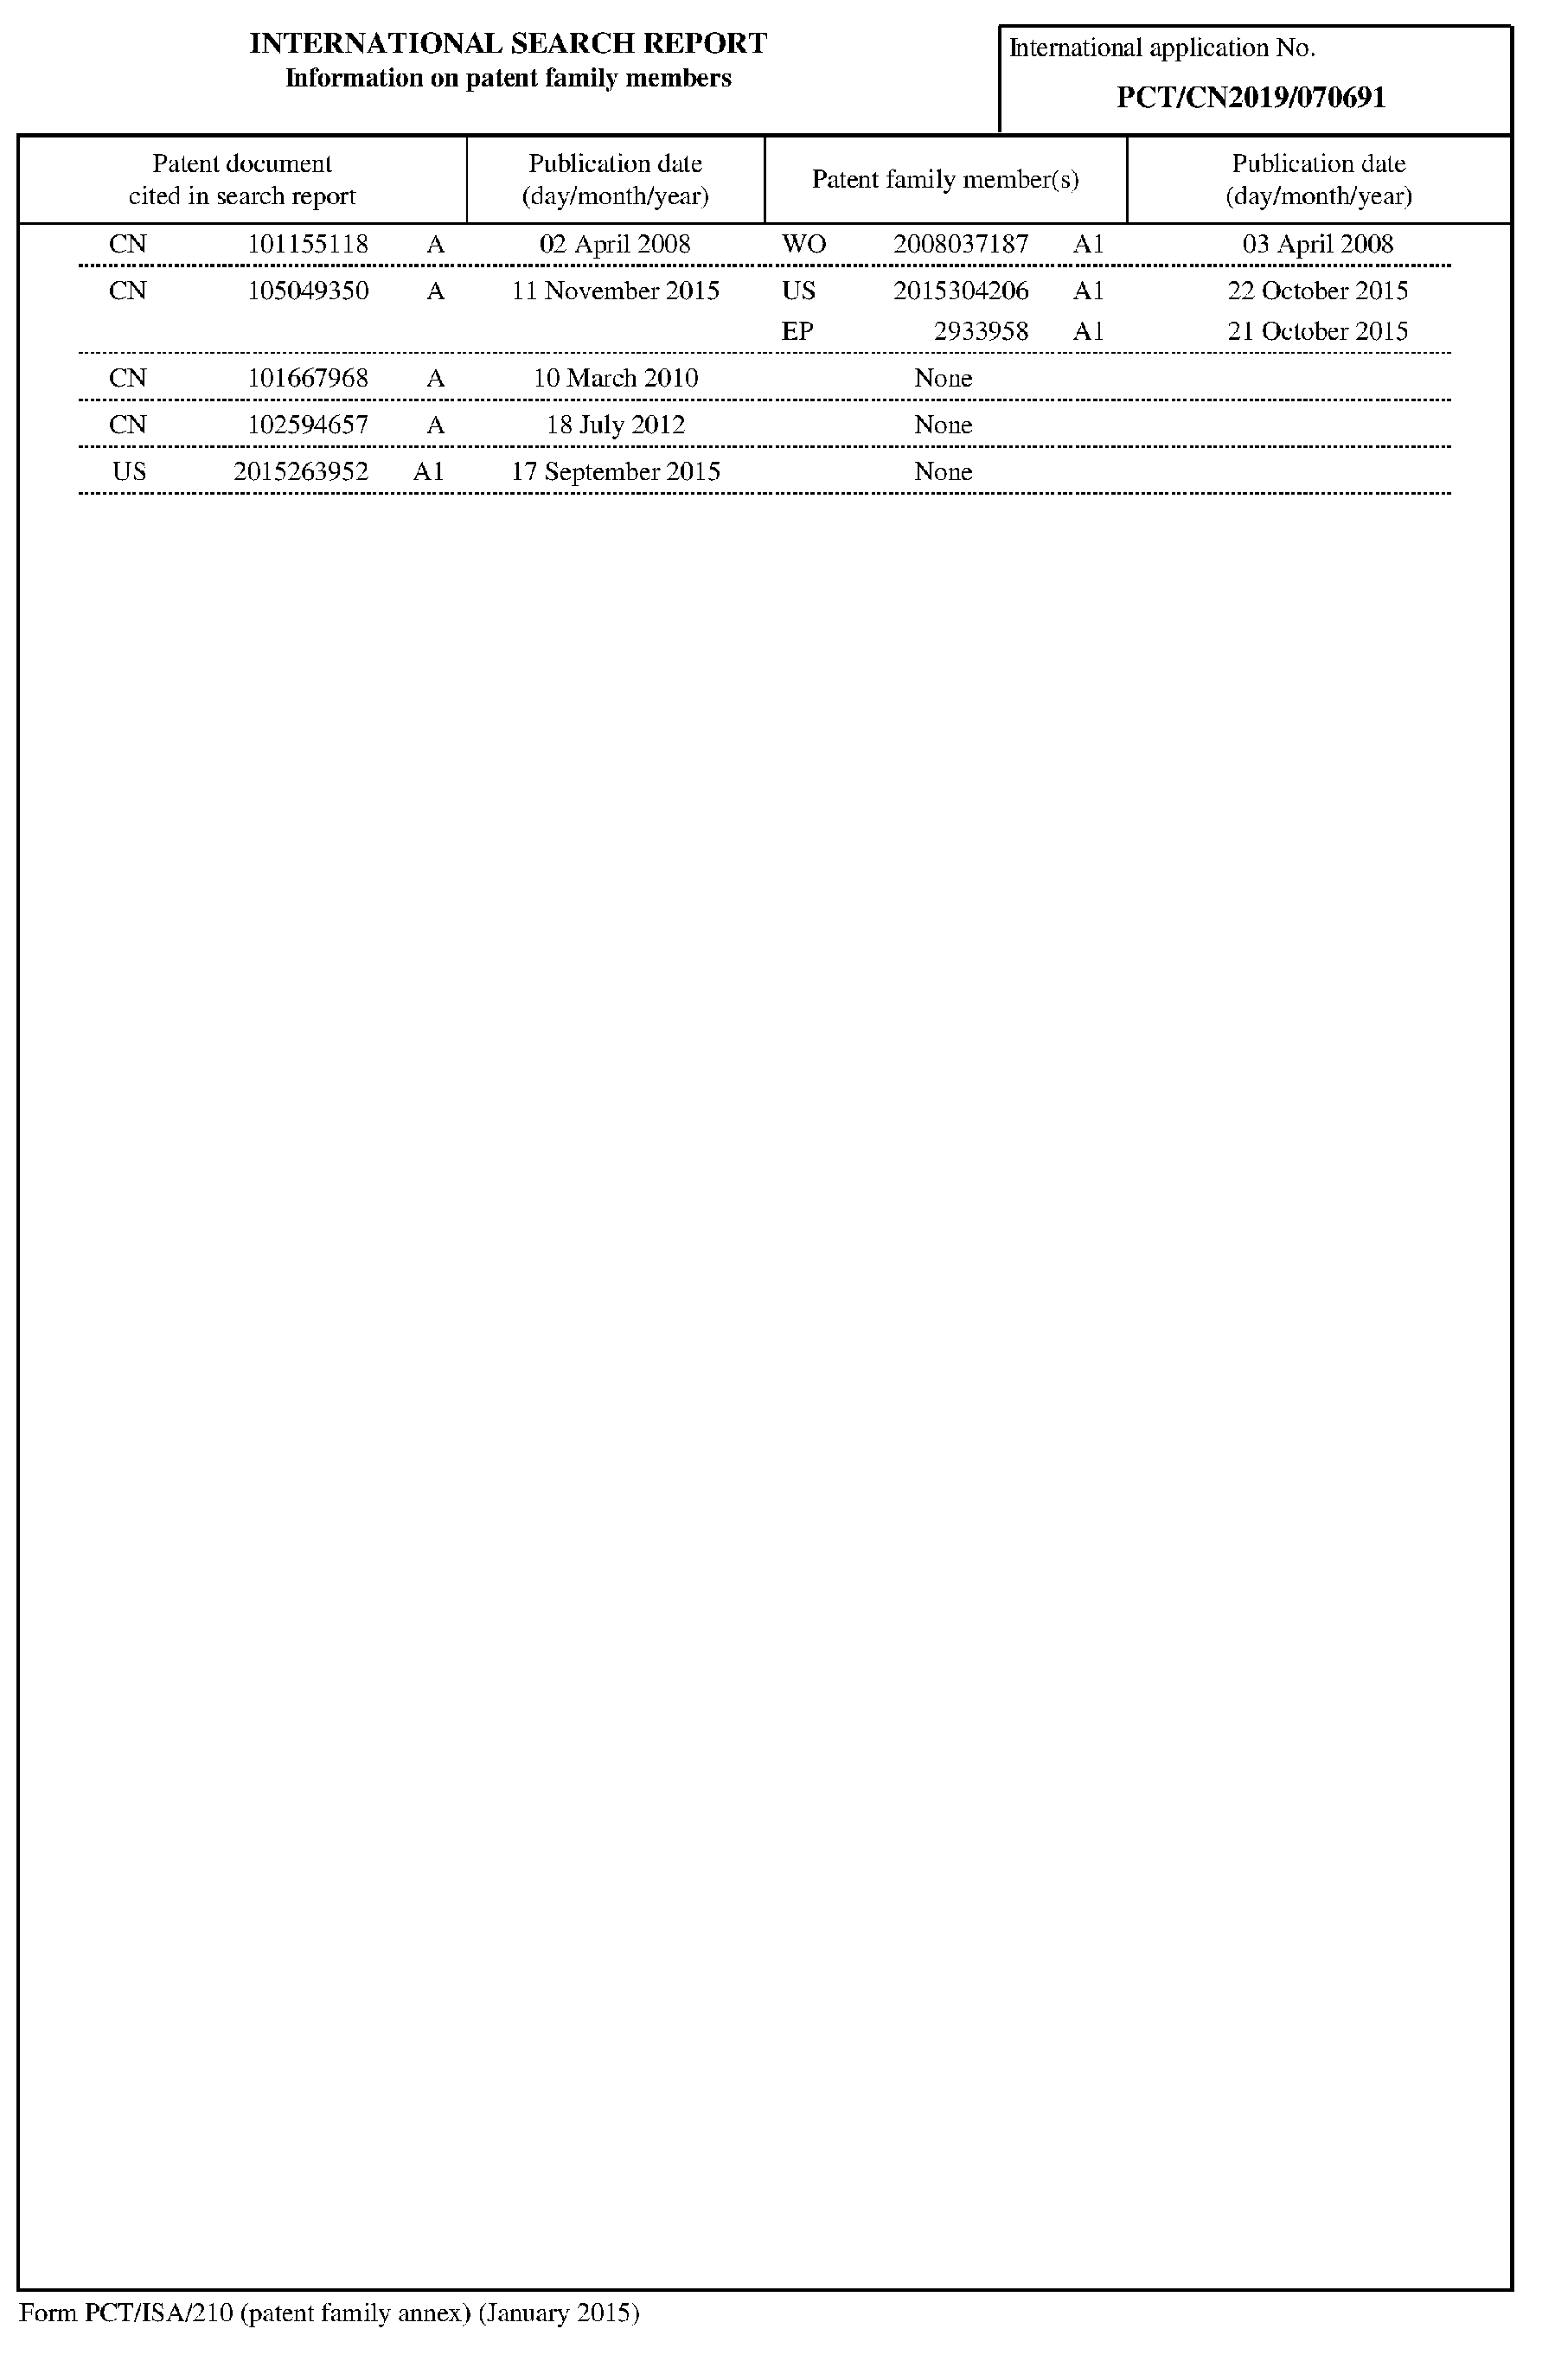 INTERNATIONAL SEARCH REPORT
Information on patent family members
International application No.
PCT/CN2019/070691
Patent document
cited in search report
Publication date
(day/month/year)
Patent family member(s)
Publication date
(day/month/year)
CN 101155118 A 02 April 2008 WO 2008037187 A1 03 April 2008
CN 105049350 A 11 November 2015 US 2015304206 A1 22 October 2015
EP 2933958 A1 21 October 2015
CN 101667968 A 10 March 2010 None
CN 102594657 A 18 July 2012 None
US 2015263952 A1 17 September 2015 None
Form PCT/ISA/210 (patent family annex) (January 2015)